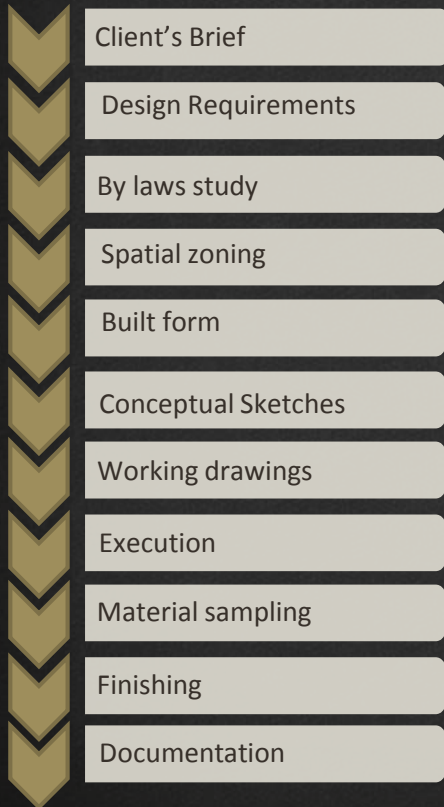 Client’s Brief
Design Requirements
By laws study
Spatial zoning
Built form
Conceptual Sketches
Working drawings
Execution
Material sampling
Finishing
Documentation